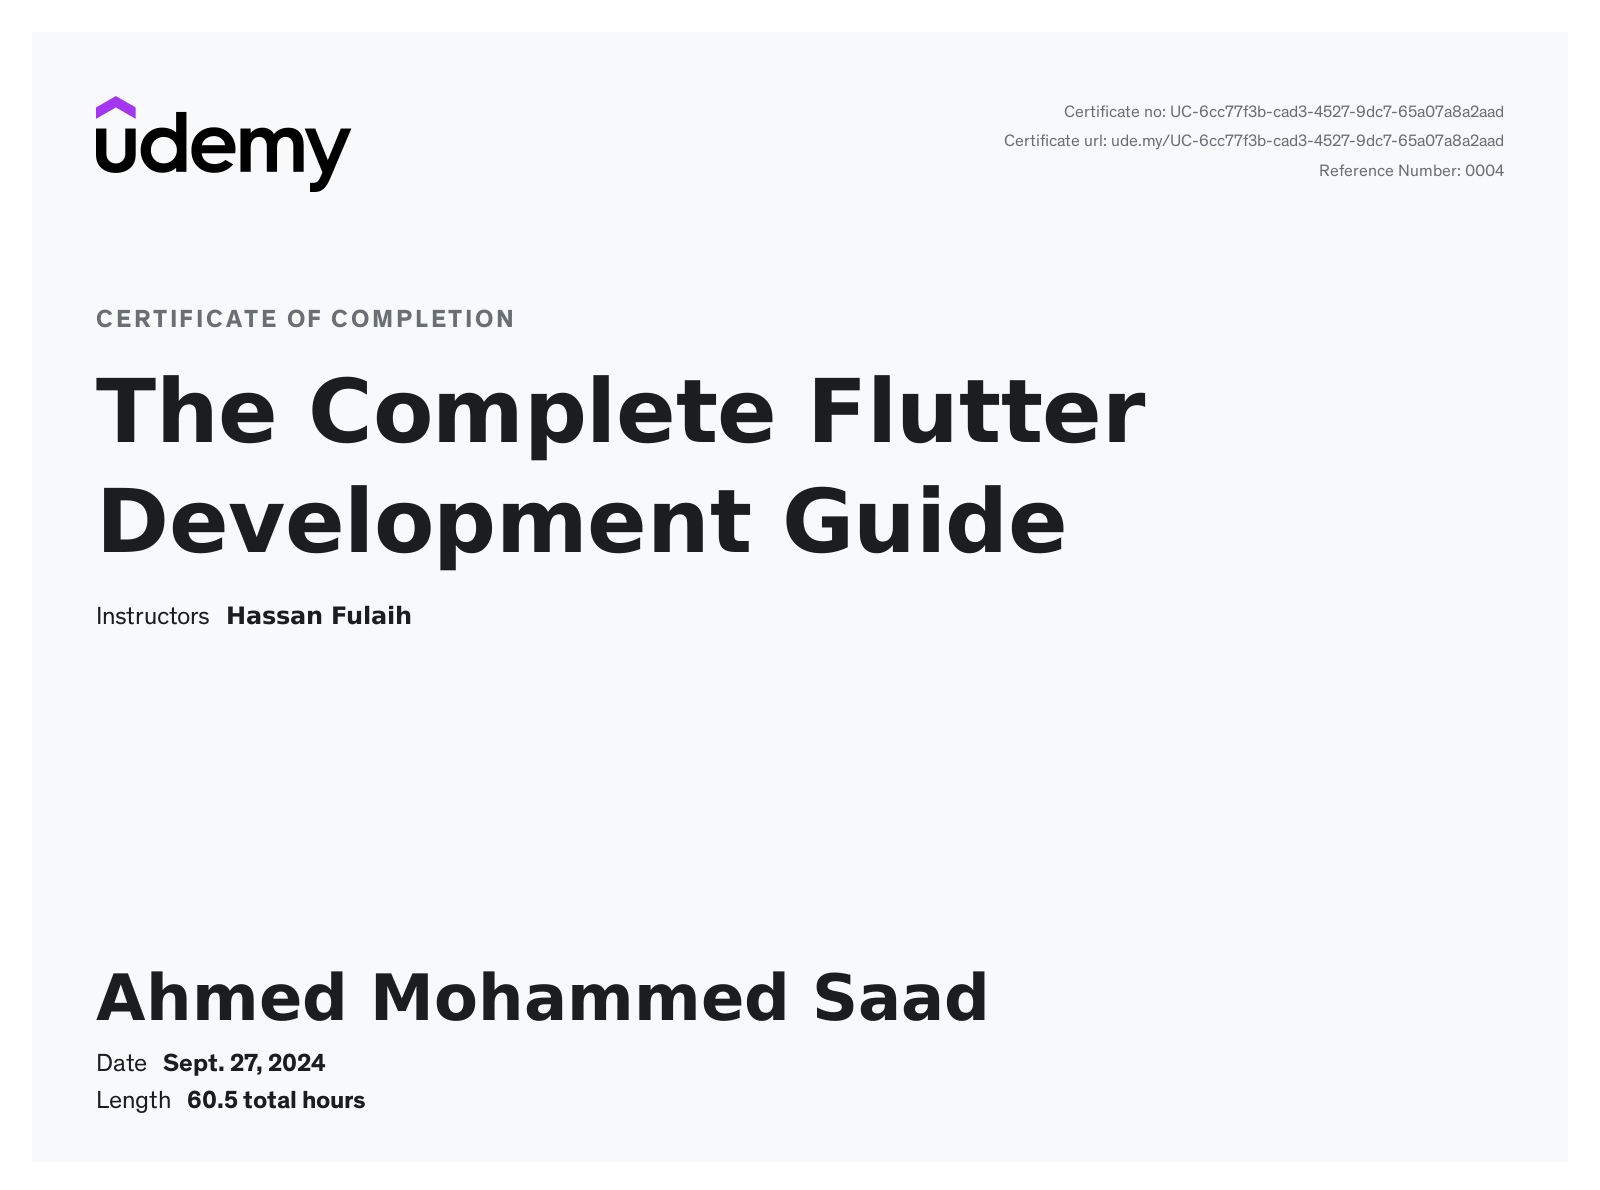 udemy
Certificate no: UC-6cc77f3b-cad3-4527-9dc7-65a07a8a2aad
Certificate url: ude.my/UC-6cc77f3b-cad3-4527-9dc7-65a07a8a2aad
Reference Number: 0004
CERTIFICATE OF COMPLETION
The Complete Flutter
Development Guide
Instructors Hassan Fulaih
Ahmed Mohammed Saad
Date Sept. 27, 2024
Length 60.5 total hours